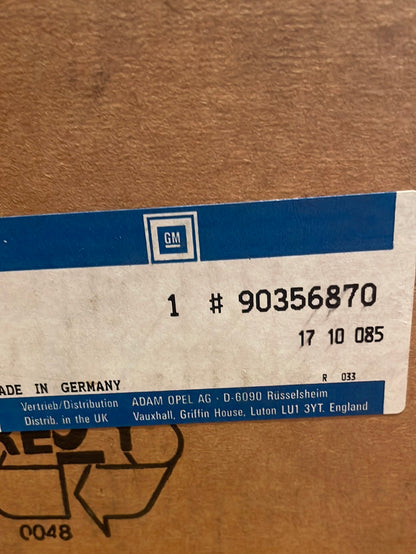 GM
1 # 90356870
17 10 085
ADE IN GERMANY
R 033
Vertrieb/Distribution ADAM OPEL AG · D-6090 Rüsselsheim
Distrib. in the UK Vauxhall, Griffin House, Luton LU1 3YT. England
RESY
0048